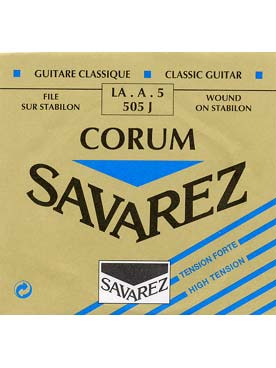 GUITARE CLASSIQUE
CLASSIC GUITAR
FILE
SUR STABILON
LA . A . 5
505 J
WOUND
ON STABILON
CORUM
SAVAREZ
TENSION FORTE
HIGH TENSION
SAVAREZ